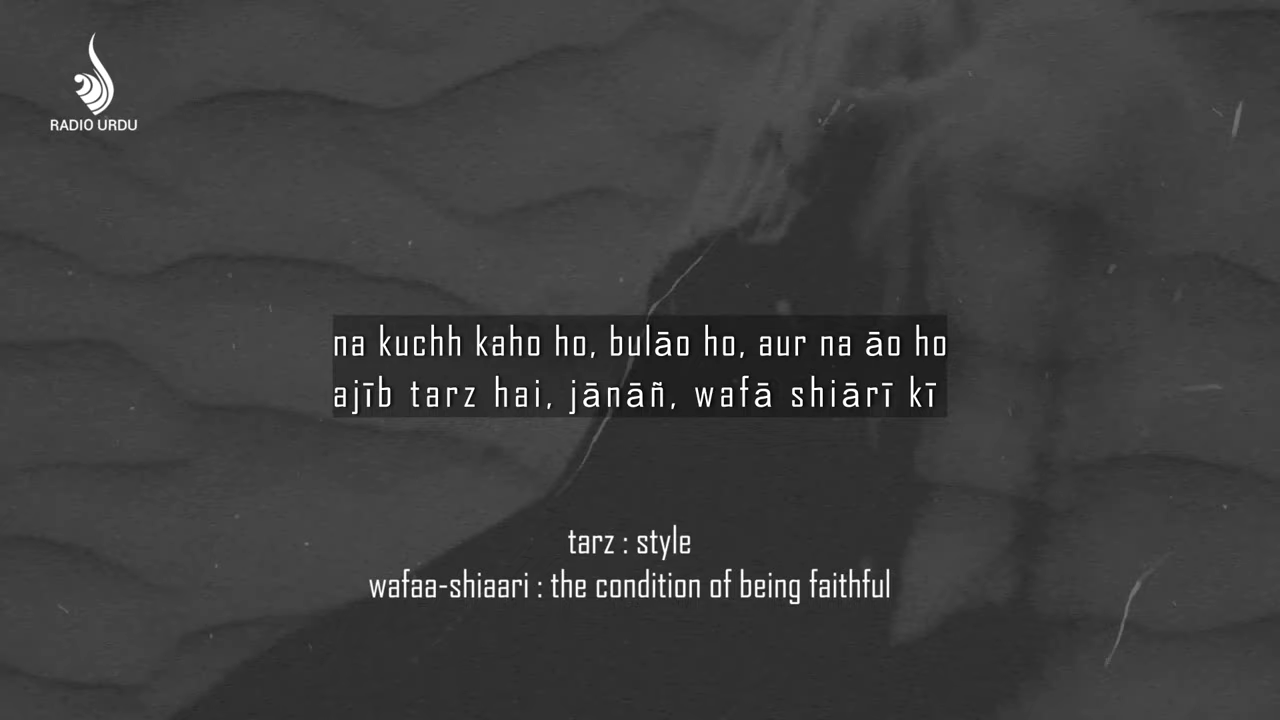 RADIO URDU
na kuchh kaho ho, bulāo ho, aur na āo ho
ajīb tarz hai, jānāñ, wafā shiārī kī
tarz : style
wafaa-shiaari : the condition of being faithful